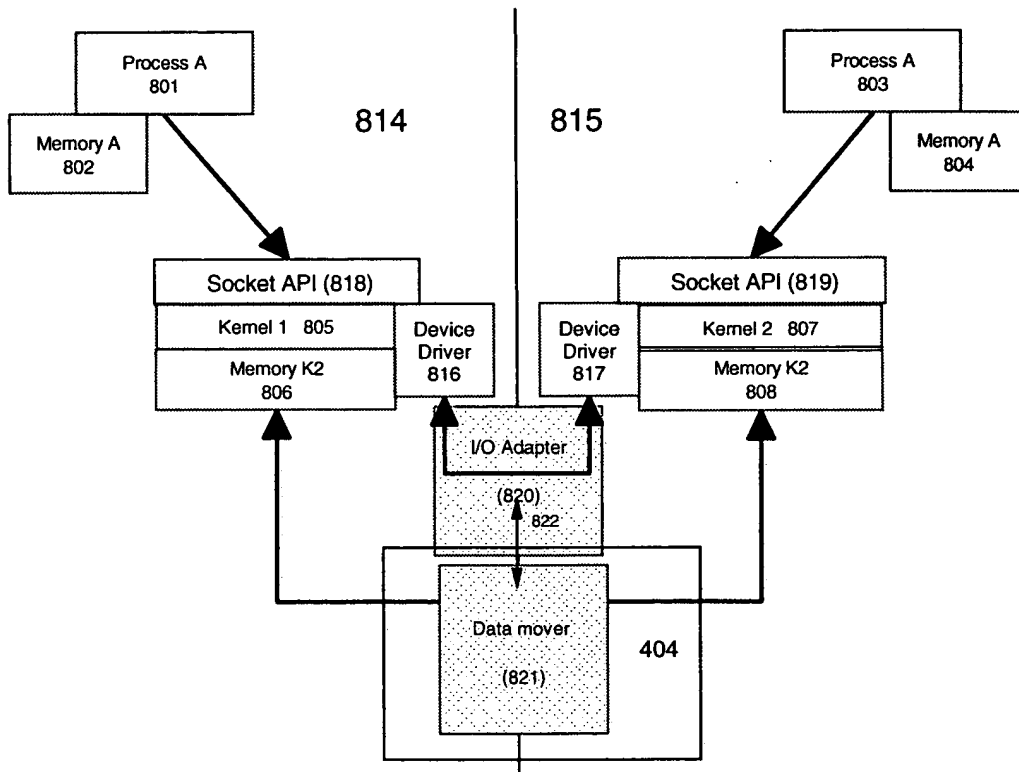 Process A
801
Memory A
802
814
815
Process A
803
Memory A
804
Socket API (818)
Kernel 1 805
Memory K2
806
Device
Driver
816
Device
Driver
817
Socket API (819)
Kernel 2 807
Memory K2
808
I/O Adapter
(820)
822
Data mover
(821)
404